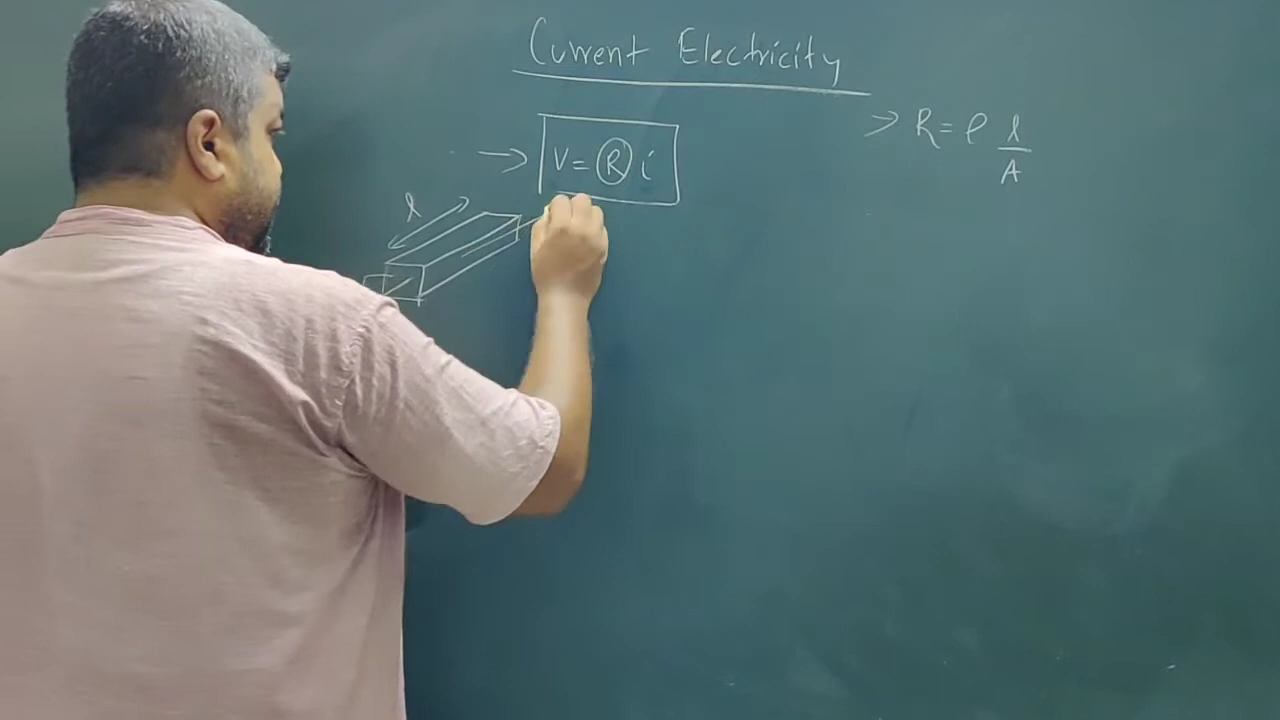 Current Electricity
→ V = R i
→ R = ρ l/A
l